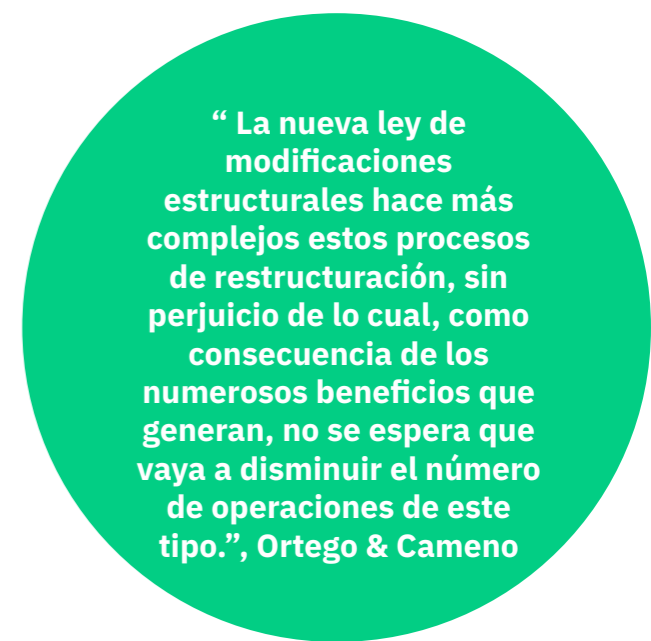 “ La nueva ley de
modificaciones
estructurales hace más
complejos estos procesos
de restructuración, sin
perjuicio de lo cual, como
consecuencia de los
numerosos beneficios que
generan, no se espera que
vaya a disminuir el número
de operaciones de este
tipo.”, Ortego & Cameno